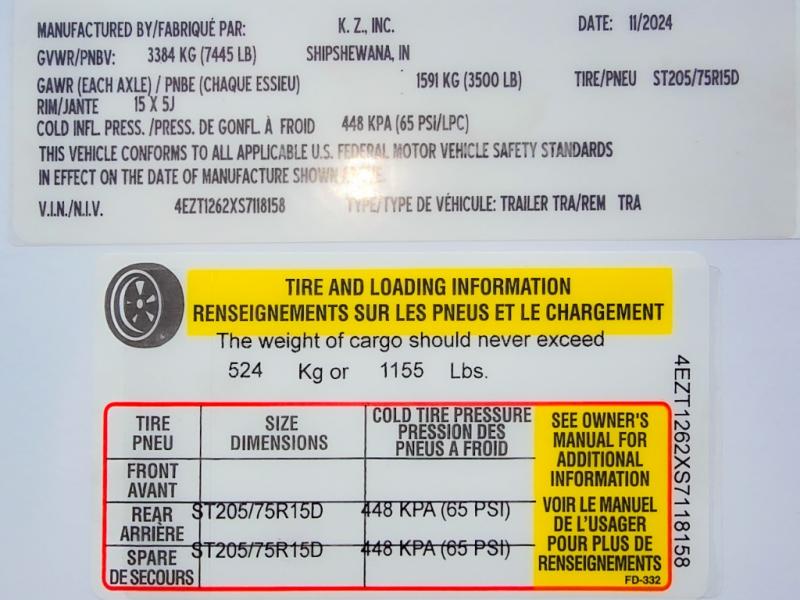 MANUFACTURED BY/FABRIQUÉ PAR: K. Z., INC. DATE: 11/2024
GVWR/PNBV: 3384 KG (7445 LB) SHIPSHEWANA, IN
GAWR (EACH AXLE) / PNBE (CHAQUE ESSIEU) 1591 KG (3500 LB) TIRE/PNEU ST205/75R15D
RIM/JANTE 15 X 5J
COLD INFL. PRESS. /PRESS. DE GONFL. À FROID 448 KPA (65 PSI/LPC)
THIS VEHICLE CONFORMS TO ALL APPLICABLE U.S. FEDERAL MOTOR VEHICLE SAFETY STANDARDS
IN EFFECT ON THE DATE OF MANUFACTURE SHOWN ABOVE.
V.I.N./N.I.V. 4EZT1262XS7118158 TYPE/TYPE DE VÉHICULE: TRAILER TRA/REM TRA
TIRE AND LOADING INFORMATION
RENSEIGNEMENTS SUR LES PNEUS ET LE CHARGEMENT
The weight of cargo should never exceed
524 Kg or 1155 Lbs.
TIRE
PNEU
SIZE
DIMENSIONS
COLD TIRE PRESSURE
PRESSION DES
PNEUS A FROID
SEE OWNER'S
MANUAL FOR
ADDITIONAL
INFORMATION
VOIR LE MANUEL
DE L'USAGER
POUR PLUS DE
RENSEIGNEMENTS
FD-332
FRONT
AVANT
REAR
ARRIÈRE
ST205/75R15D 448 KPA (65 PSI)
SPARE
DE SECOURS
ST205/75R15D 448 KPA (65 PSI)
4EZT1262XS7118158